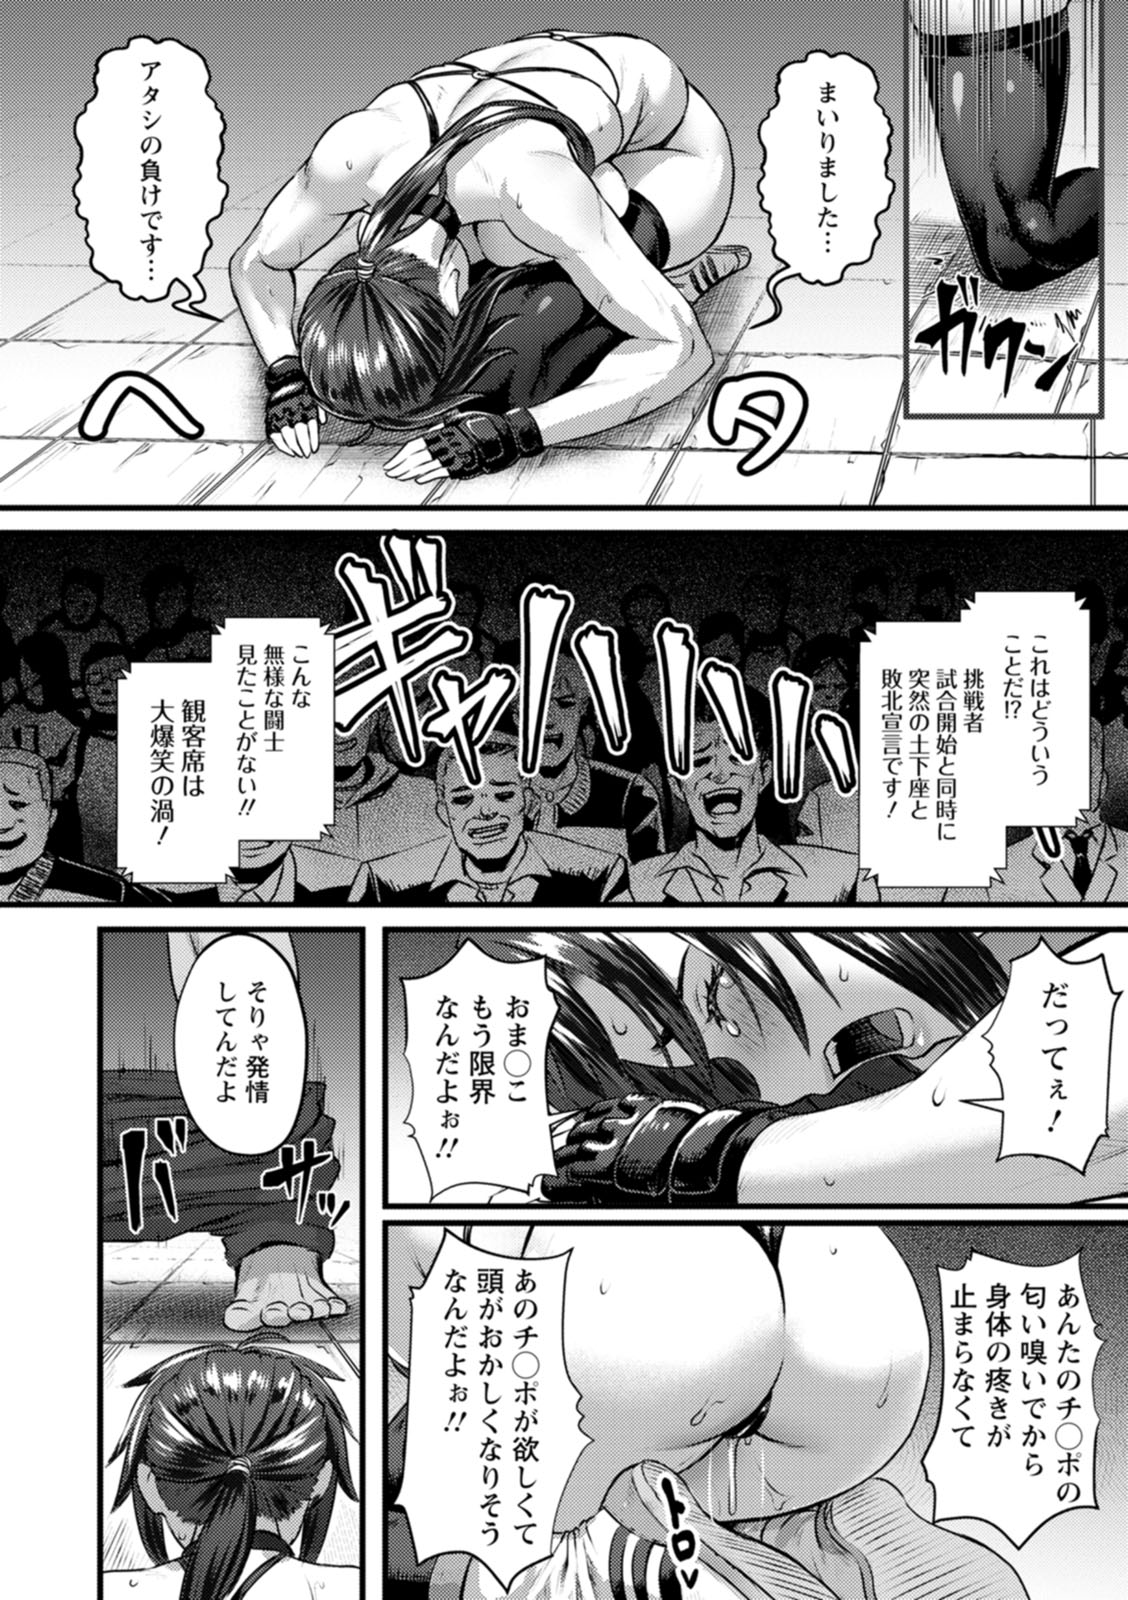 ガクーン
まいりました…
アタシの負けです…
ヘタ
これはどういう
ことだ!?
挑戦者
試合開始と同時に
突然の土下座と
敗北宣言です！
ギャハハハハ
こんな
無様な闘士
見たことがない!!
観客席は
大爆笑の渦！
だってぇ！
おま○こ
もう限界
なんだよぉ!!
あんたのチ○ポの
匂い嗅いでから
身体の疼きが
止まらなくて
あのチ○ポが欲しくて
頭がおかしくなりそう
なんだよぉ!!
トロ♥
そりゃ発情
してんだよ
ザッ